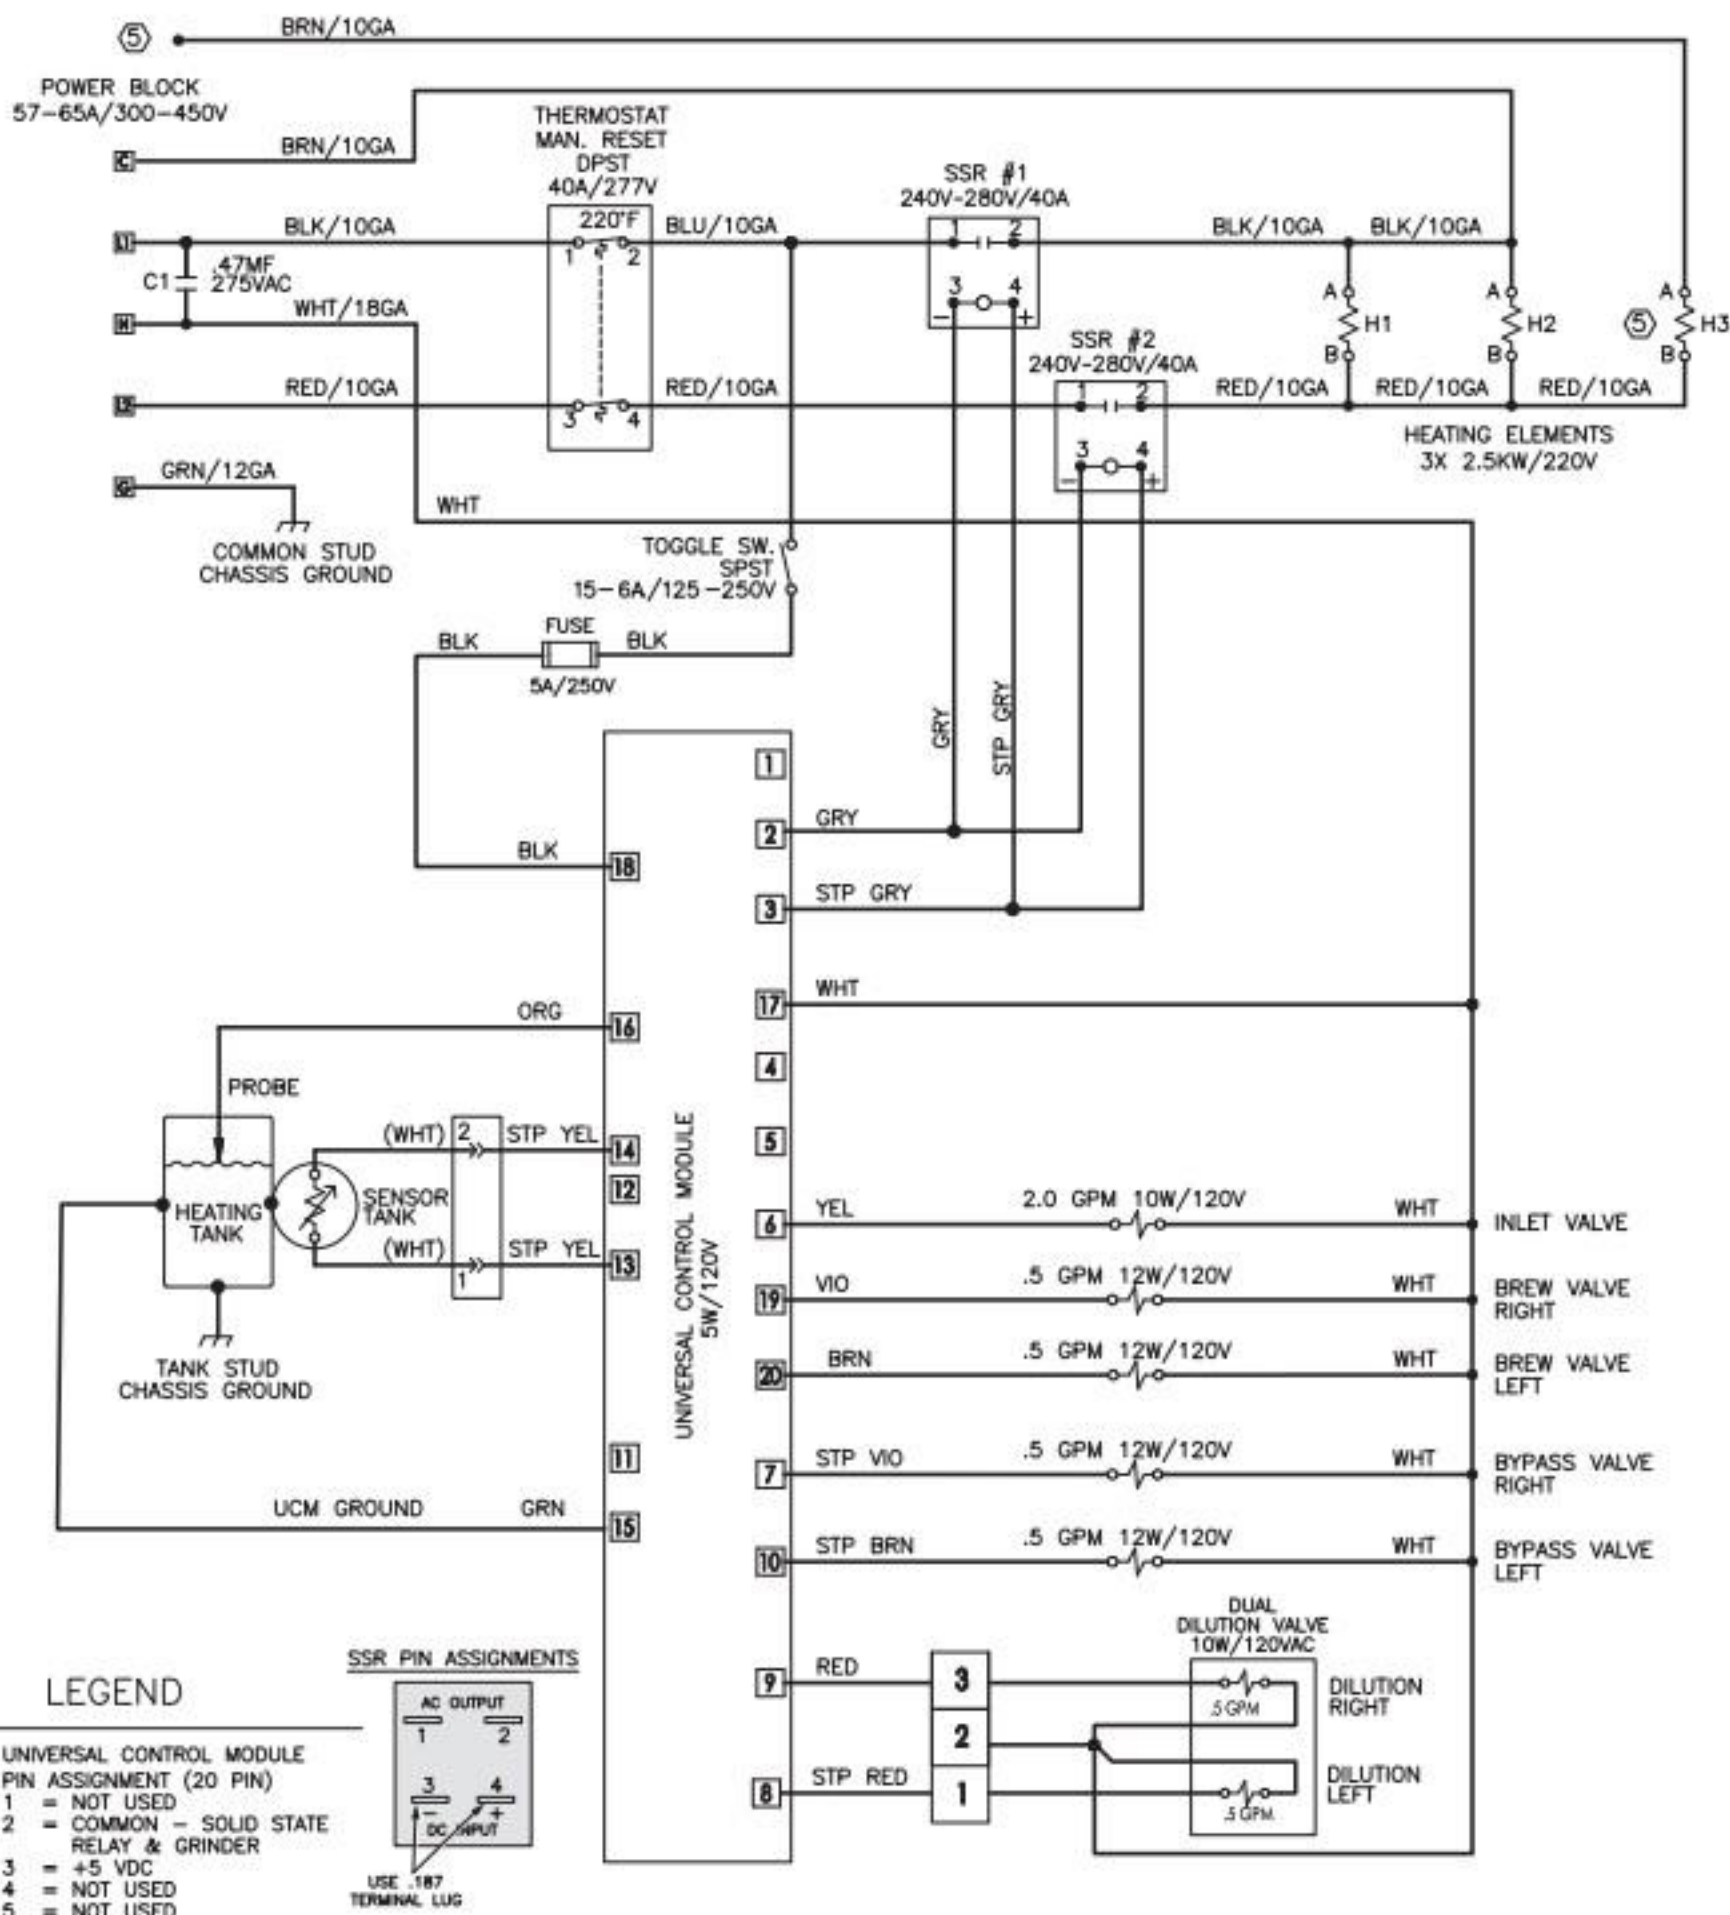 5
BRN/10GA
POWER BLOCK
57-65A/300-450V
C
BRN/10GA
THERMOSTAT
MAN. RESET
DPST
40A/277V
220°F
1
2
3
4
L1
BLK/10GA
BLU/10GA
C1
.47MF
275VAC
N
WHT/18GA
L2
RED/10GA
RED/10GA
G
GRN/12GA
COMMON STUD
CHASSIS GROUND
WHT
SSR #1
240V-280V/40A
1
2
3
4
-
+
SSR #2
240V-280V/40A
1
2
3
4
-
+
BLK/10GA
BLK/10GA
A
H1
B
A
H2
B
5
A
H3
B
RED/10GA
RED/10GA
RED/10GA
HEATING ELEMENTS
3X 2.5KW/220V
TOGGLE SW.
SPST
15-6A/125-250V
FUSE
BLK
BLK
5A/250V
GRY
STP GRY
1
2
GRY
BLK
18
3
STP GRY
17
WHT
ORG
16
4
5
PROBE
HEATING
TANK
SENSOR
TANK
(WHT)
2
STP YEL
14
12
(WHT)
1
STP YEL
13
TANK STUD
CHASSIS GROUND
11
UCM GROUND
GRN
15
UNIVERSAL CONTROL MODULE
5W/120V
6
YEL
2.0 GPM 10W/120V
WHT
INLET VALVE
19
VIO
.5 GPM 12W/120V
WHT
BREW VALVE
RIGHT
20
BRN
.5 GPM 12W/120V
WHT
BREW VALVE
LEFT
7
STP VIO
.5 GPM 12W/120V
WHT
BYPASS VALVE
RIGHT
10
STP BRN
.5 GPM 12W/120V
WHT
BYPASS VALVE
LEFT
DUAL
DILUTION VALVE
10W/120VAC
9
RED
3
.5 GPM
DILUTION
RIGHT
2
8
STP RED
1
.5 GPM
DILUTION
LEFT
SSR PIN ASSIGNMENTS
AC OUTPUT
1
2
3
4
-
+
DC INPUT
USE .187
TERMINAL LUG
LEGEND
UNIVERSAL CONTROL MODULE
PIN ASSIGNMENT (20 PIN)
1 = NOT USED
2 = COMMON - SOLID STATE
RELAY & GRINDER
3 = +5 VDC
4 = NOT USED
5 = NOT USED